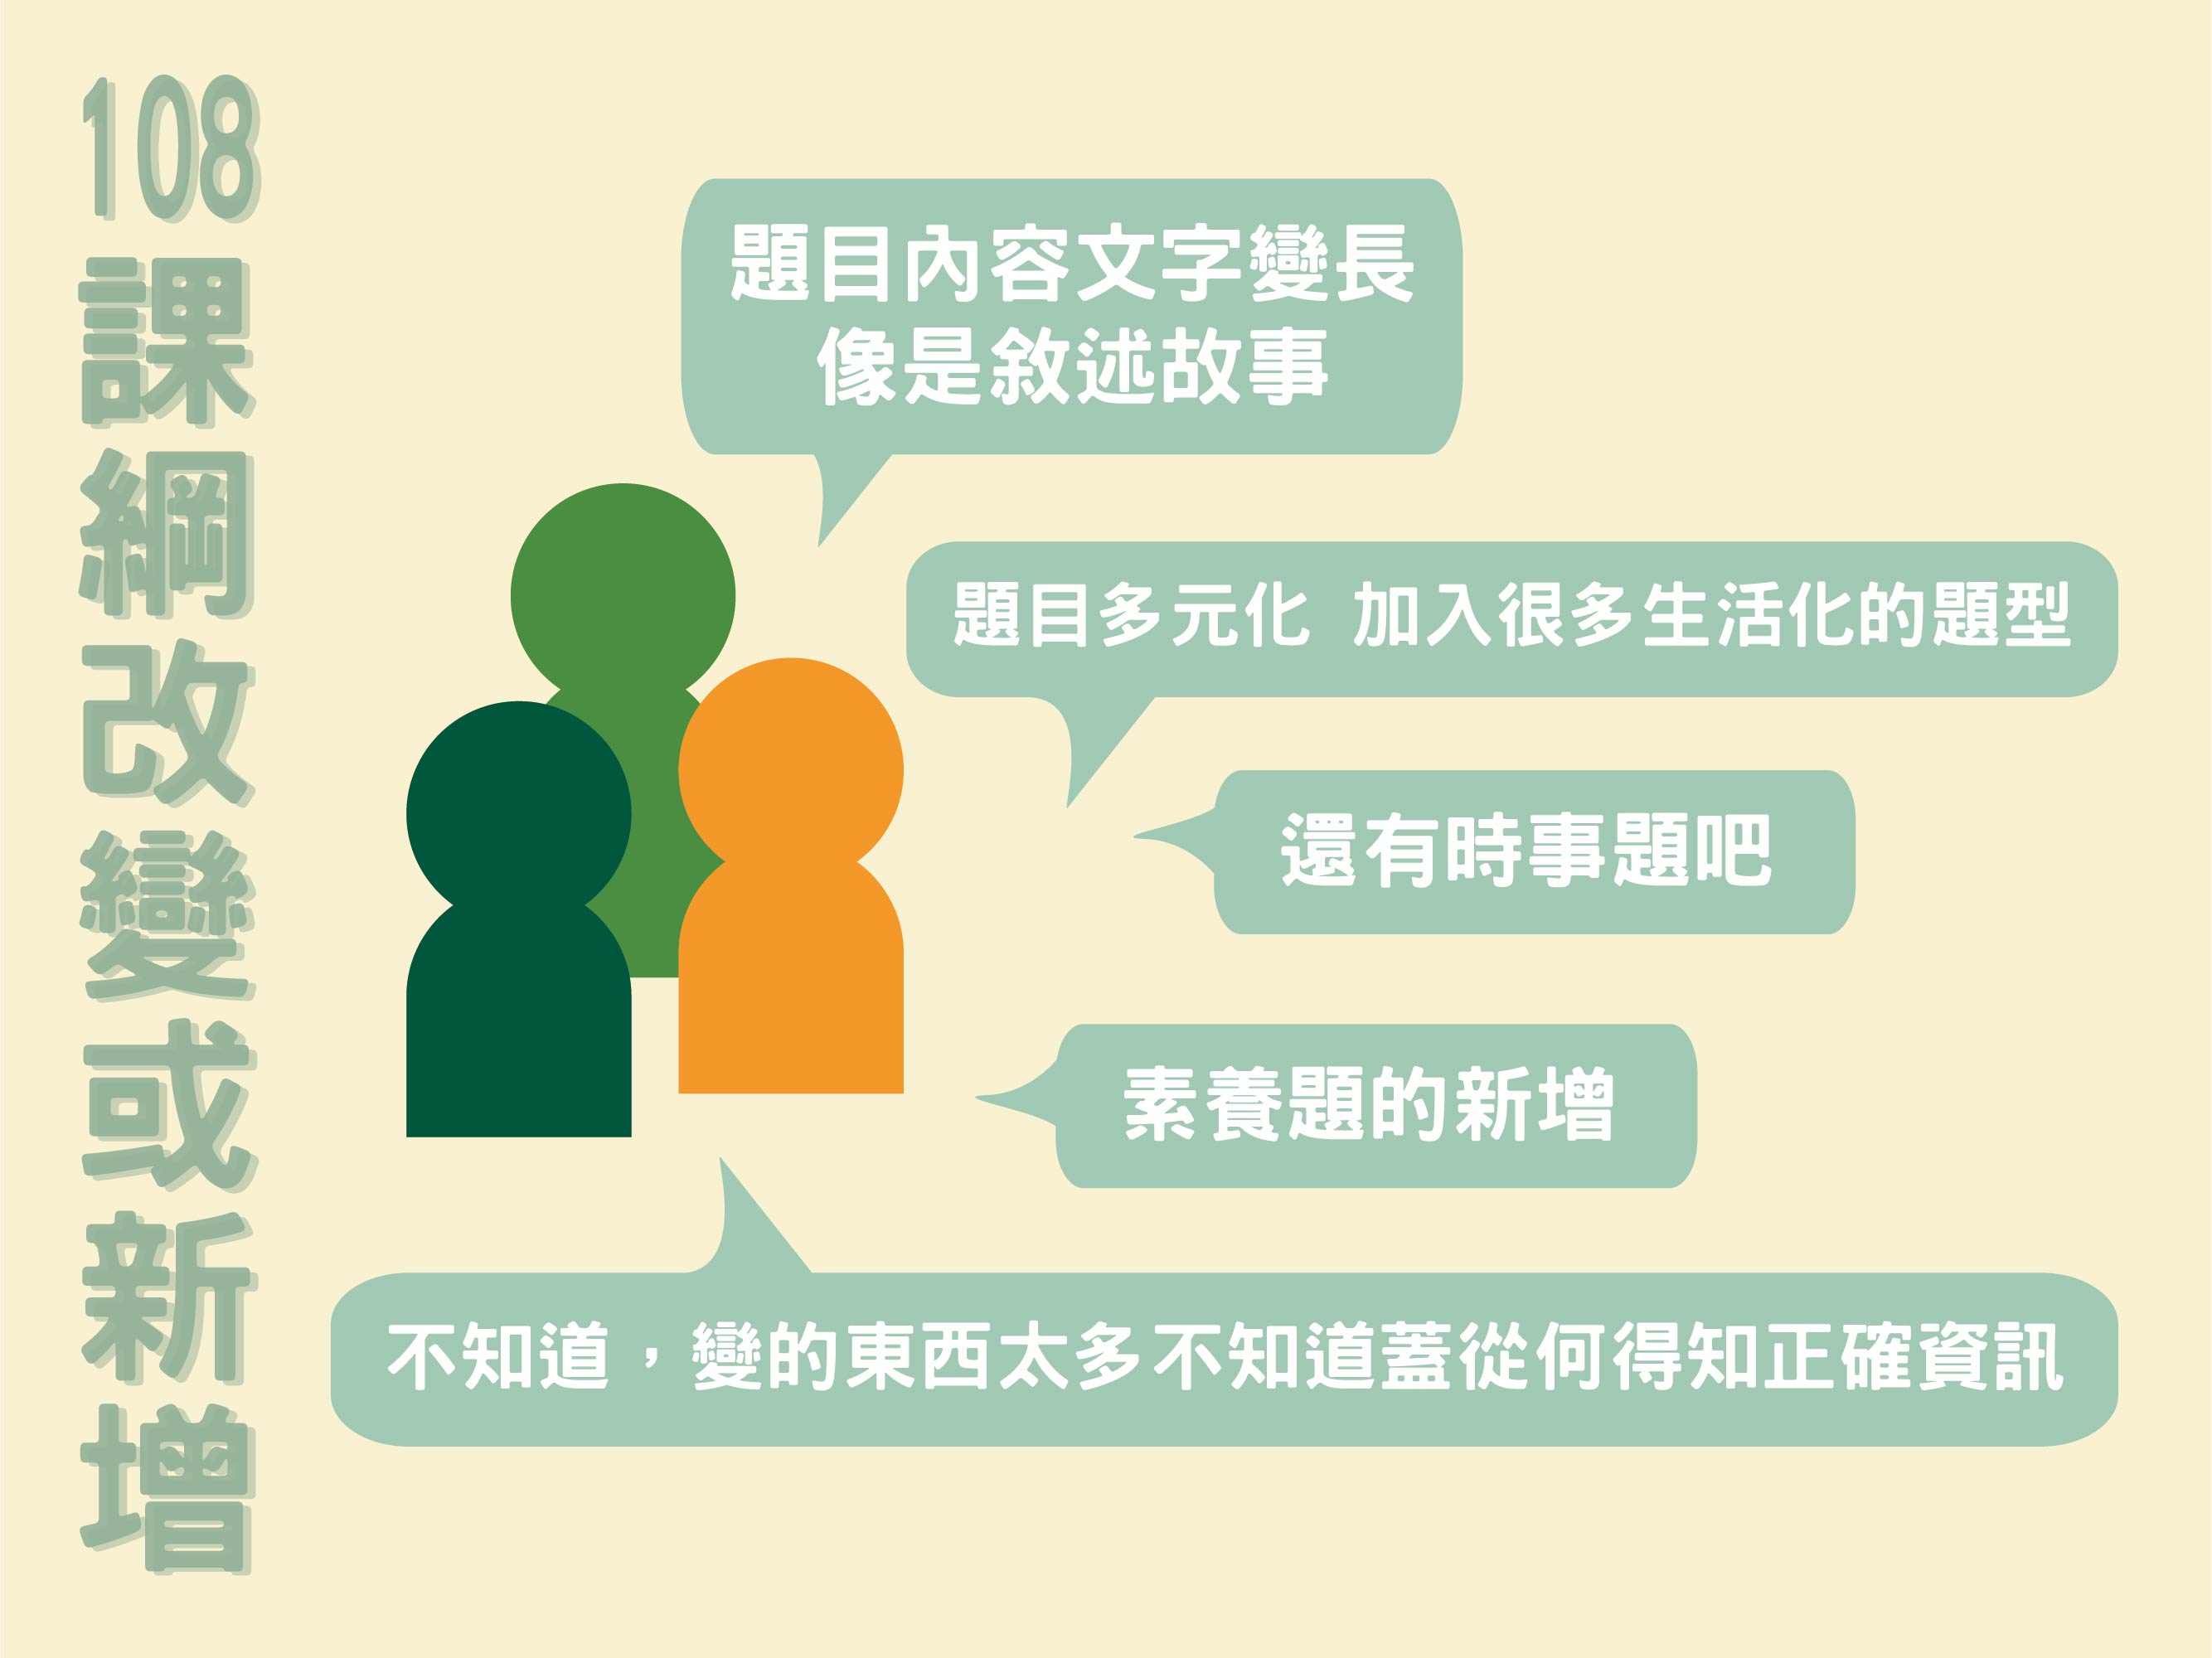 108課綱改變或新增
題目內容文字變長
像是敘述故事
題目多元化 加入很多生活化的題型
還有時事題吧
素養題的新增
不知道，變的東西太多不知道盖何得知正確資訊